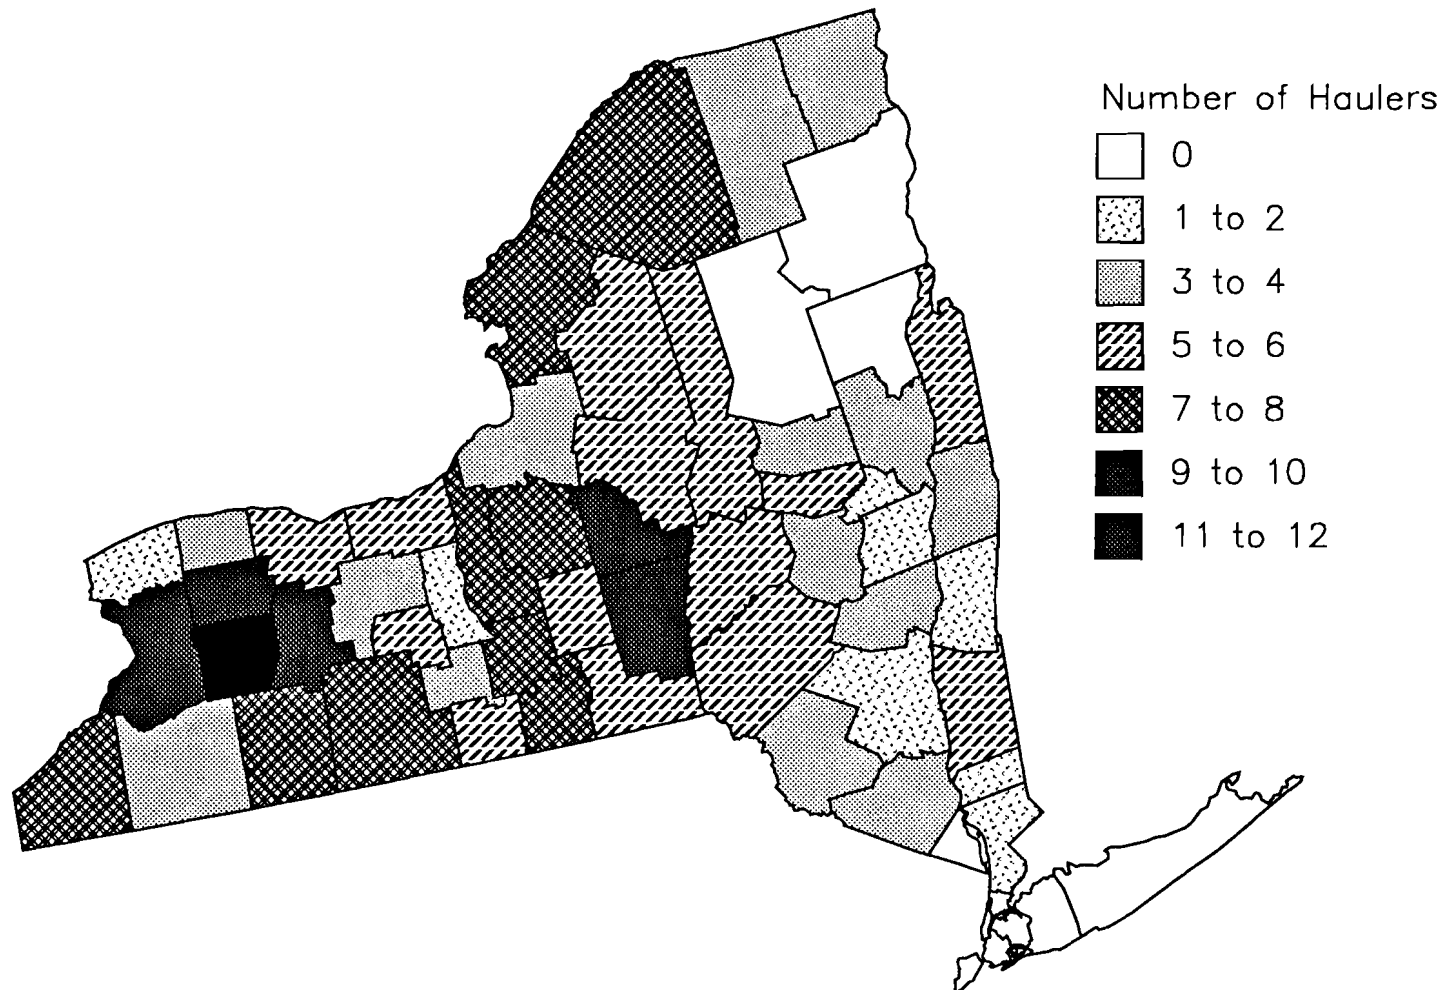 Number of Haulers
0
1 to 2
3 to 4
5 to 6
7 to 8
9 to 10
11 to 12